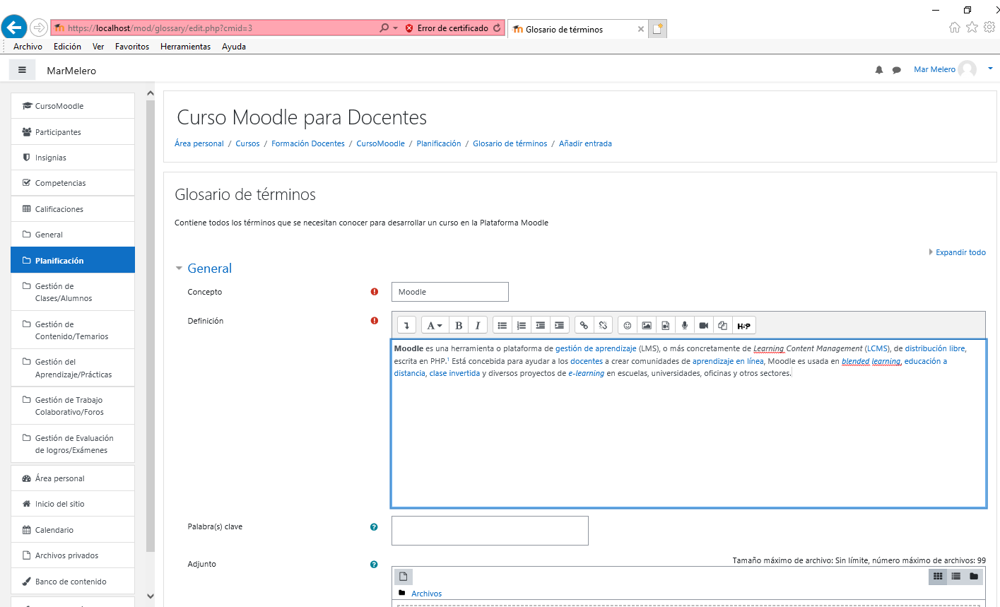 https://localhost/mod/glossary/edit.php?cmid=3
Error de certificado
Glosario de términos
Archivo Edición Ver Favoritos Herramientas Ayuda
MarMelero
Mar Melero
CursoMoodle
Participantes
Insignias
Competencias
Calificaciones
General
Planificación
Gestión de
Clases/Alumnos
Gestión de
Contenido/Temarios
Gestión del
Aprendizaje/Prácticas
Gestión de Trabajo
Colaborativo/Foros
Gestión de Evaluación
de logros/Exámenes
Área personal
Inicio del sitio
Calendario
Archivos privados
Banco de contenido
Curso Moodle para Docentes
Área personal / Cursos / Formación Docentes / CursoMoodle / Planificación / Glosario de términos / Añadir entrada
Glosario de términos
Contiene todos los términos que se necesitan conocer para desarrollar un curso en la Plataforma Moodle
Expandir todo
General
Concepto
Moodle
Definición
A B I H-P
Moodle es una herramienta o plataforma de gestión de aprendizaje (LMS), o más concretamente de Learning Content Management (LCMS), de distribución libre,
escrita en PHP.¹ Está concebida para ayudar a los docentes a crear comunidades de aprendizaje en línea, Moodle es usada en blended learning, educación a
distancia, clase invertida y diversos proyectos de e-learning en escuelas, universidades, oficinas y otros sectores.
Palabra(s) clave
Adjunto
Tamaño máximo de archivo: Sin límite, número máximo de archivos: 99
Archivos